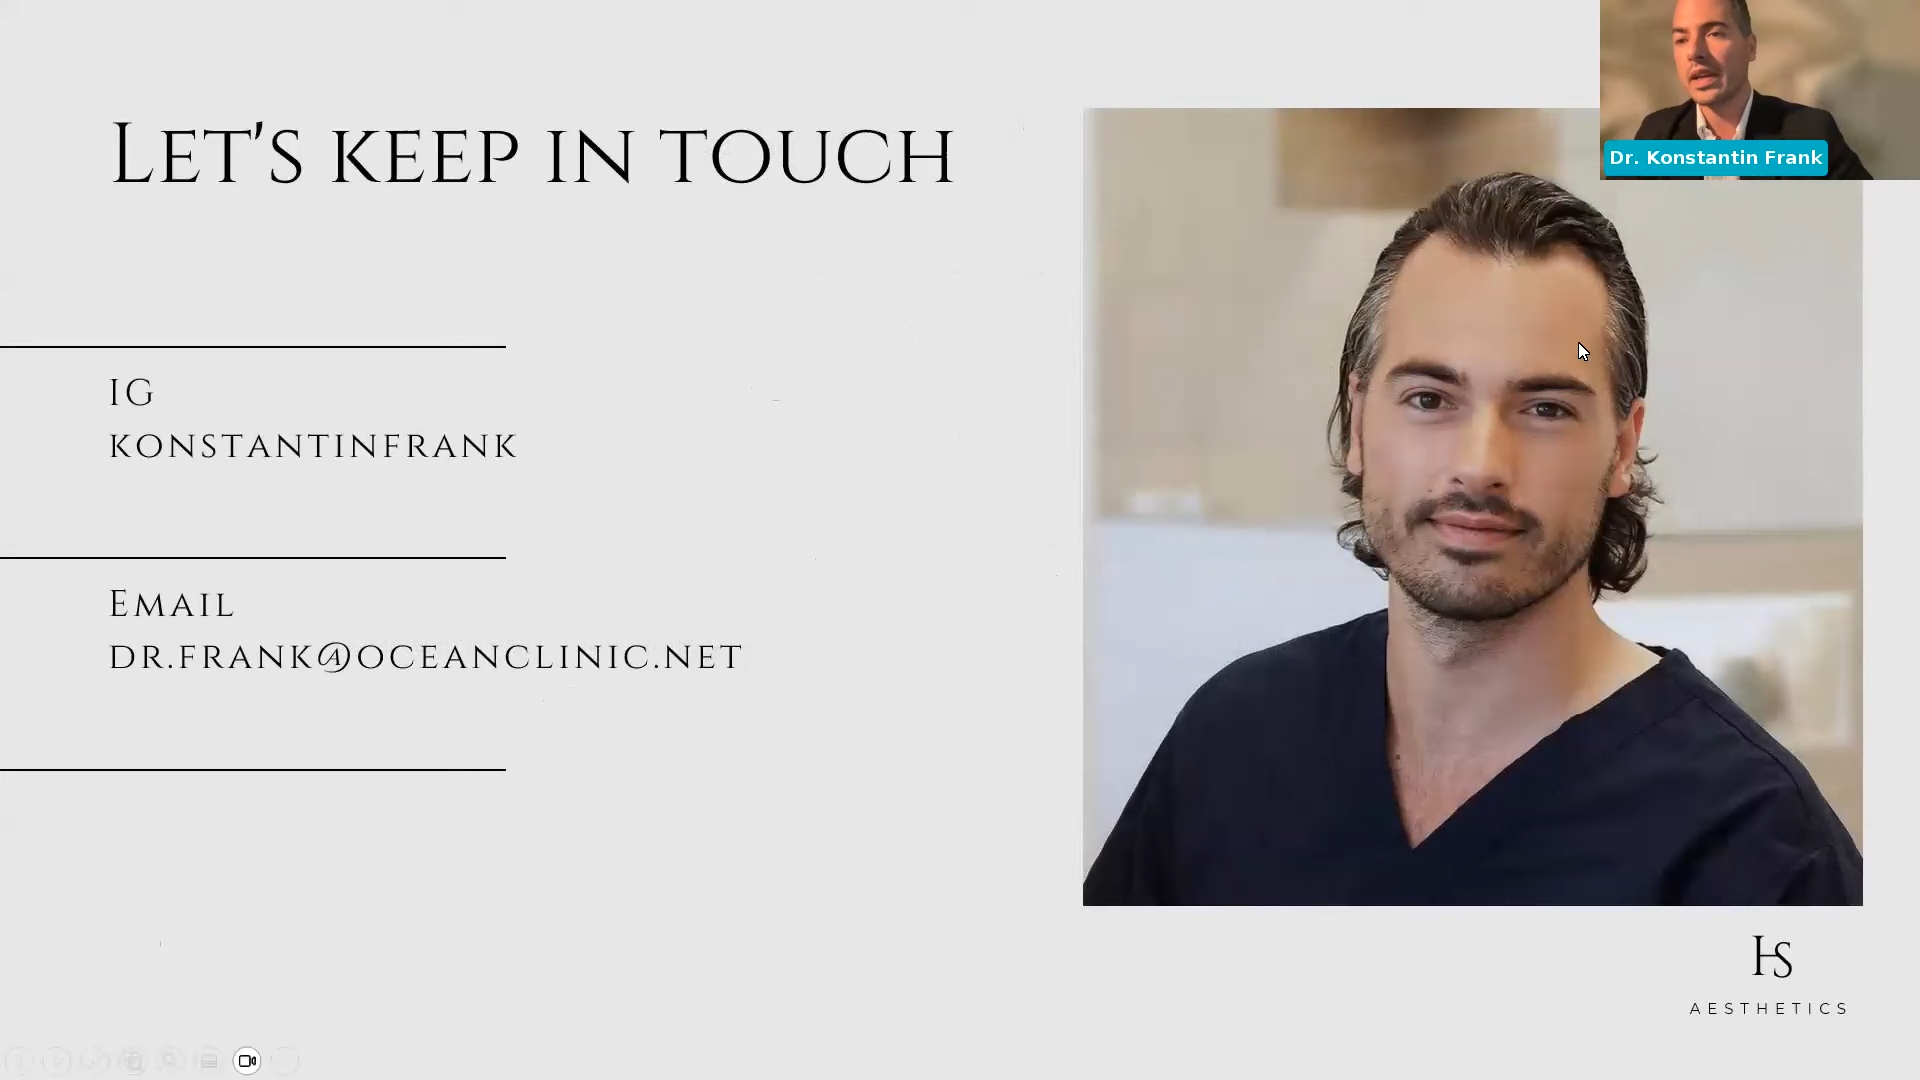 Let's keep in touch
IG
konstantinfrank
Email
dr.frank@oceanclinic.net
Dr. Konstantin Frank
HS
AESTHETICS